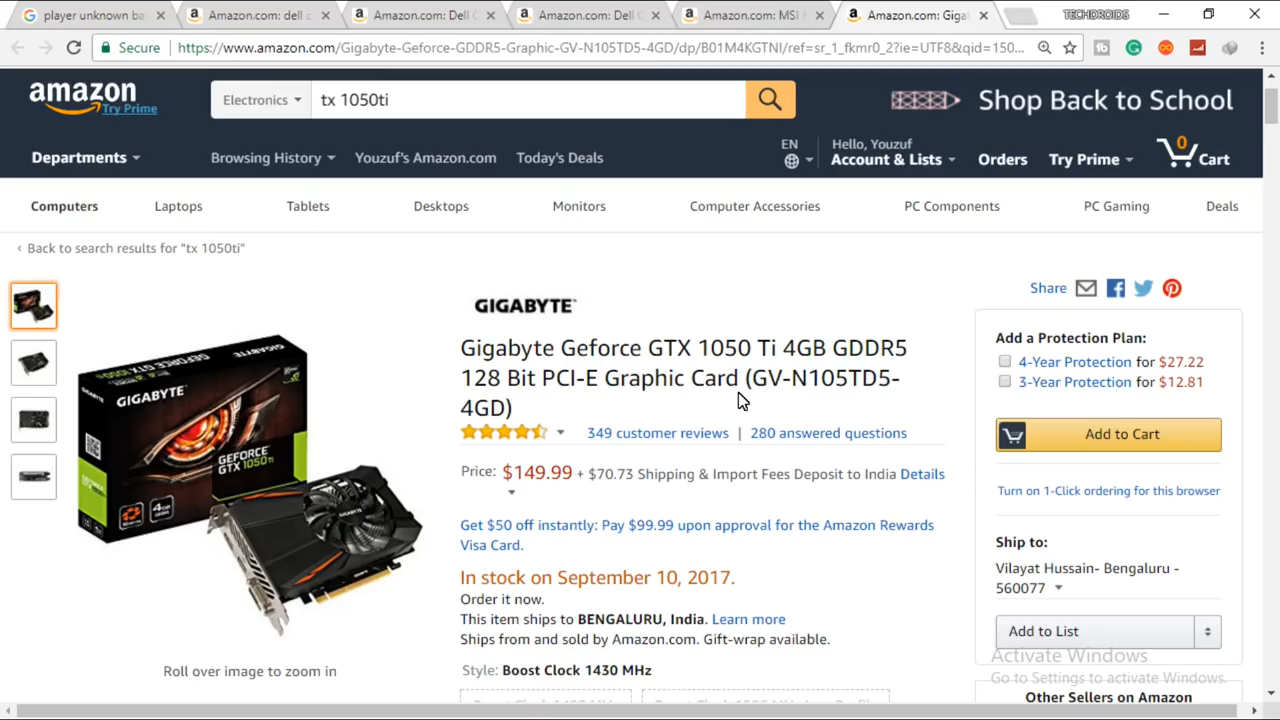 player unknown ba
Amazon.com: dell c
Amazon.com: Dell C
Amazon.com: Dell C
Amazon.com: MSI N
Amazon.com: Giga
TECHDROIDS
Secure
https://www.amazon.com/Gigabyte-Geforce-GDDR5-Graphic-GV-N105TD5-4GD/dp/B01M4KGTNI/ref=sr_1_fkmr0_2?ie=UTF8&qid=150...
amazon
Try Prime
Electronics
tx 1050ti
Shop Back to School
Departments
Browsing History
Youzuf's Amazon.com
Today's Deals
EN
Hello, Youzuf
Account & Lists
Orders
Try Prime
0
Cart
Computers
Laptops
Tablets
Desktops
Monitors
Computer Accessories
PC Components
PC Gaming
Deals
‹ Back to search results for "tx 1050ti"
Share
GIGABYTE™
Gigabyte Geforce GTX 1050 Ti 4GB GDDR5
128 Bit PCI-E Graphic Card (GV-N105TD5-
4GD)
349 customer reviews | 280 answered questions
Price: $149.99 + $70.73 Shipping & Import Fees Deposit to India Details
Get $50 off instantly: Pay $99.99 upon approval for the Amazon Rewards
Visa Card.
In stock on September 10, 2017.
Order it now.
This item ships to BENGALURU, India. Learn more
Ships from and sold by Amazon.com. Gift-wrap available.
Style: Boost Clock 1430 MHz
GIGABYTE
GEFORCE
GTX 1050Ti
Roll over image to zoom in
Add a Protection Plan:
4-Year Protection for $27.22
3-Year Protection for $12.81
Add to Cart
Turn on 1-Click ordering for this browser
Ship to:
Vilayat Hussain- Bengaluru -
560077
Add to List
Activate Windows
Go to Settings to activate Windows.
Other Sellers on Amazon